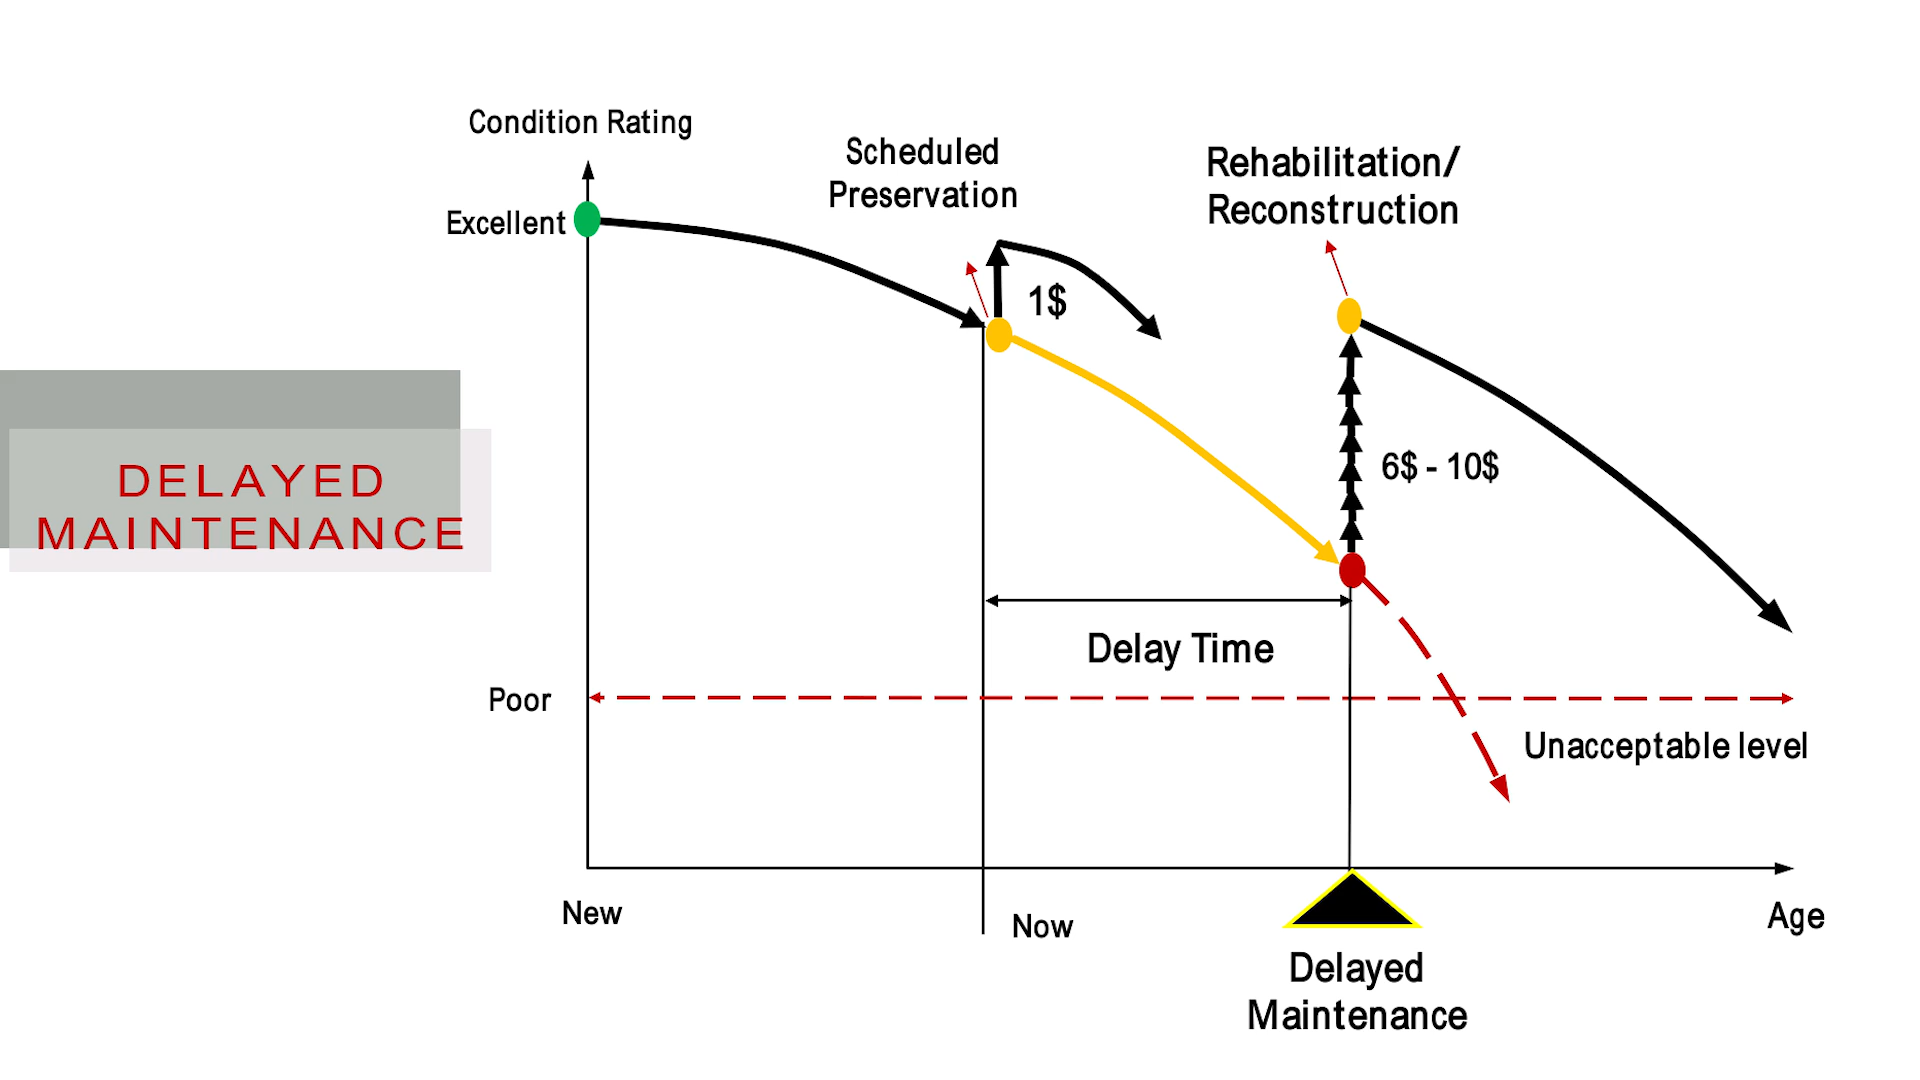 Condition Rating
Scheduled
Preservation
Rehabilitation/
Reconstruction
Excellent
1$
6$ - 10$
DELAYED
MAINTENANCE
Delay Time
Poor
Unacceptable level
New
Now
Age
Delayed
Maintenance